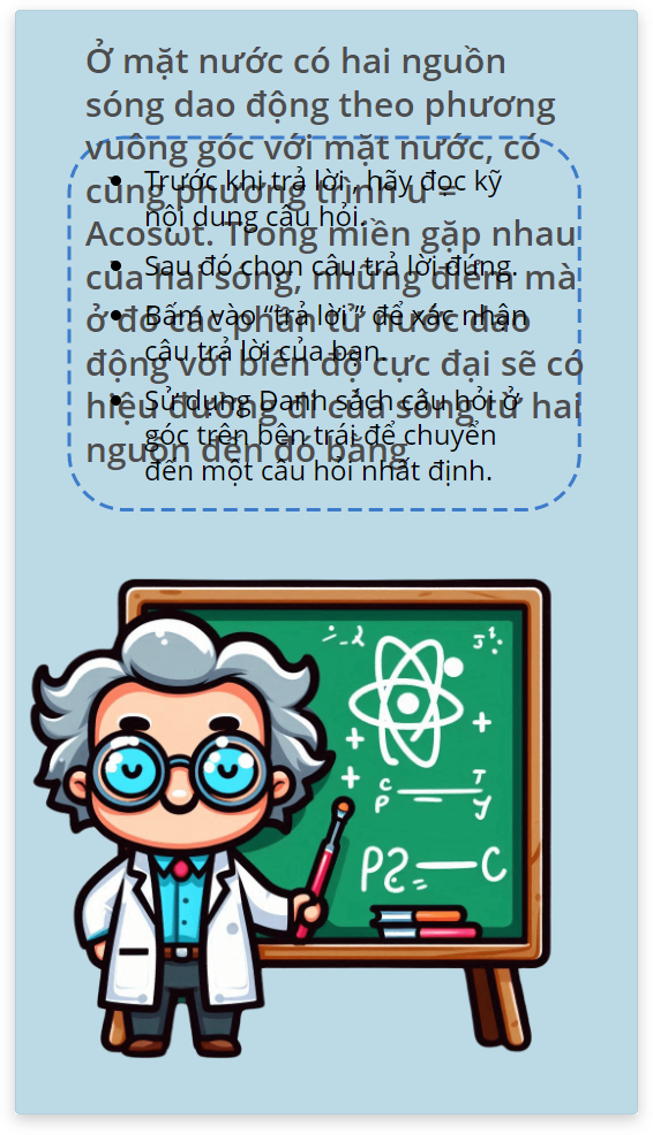 Ở mặt nước có hai nguồn
sóng dao động theo phương
vuông góc với mặt nước, có
cùng phương trình u =
Acosωt. Trong miền gặp nhau
của hai sóng, những điểm mà
ở đó các phần tử nước dao
động với biên độ cực đại sẽ có
hiệu đường đi của sóng từ hai
nguồn đến đó bằng
• Trước khi trả lời, hãy đọc kỹ
nội dung câu hỏi.
• Sau đó chọn câu trả lời đúng.
• Bấm vào “trả lời” để xác nhận
câu trả lời của bạn.
• Sử dụng Danh sách câu hỏi ở
góc trên bên trái để chuyển
đến một câu hỏi nhất định.